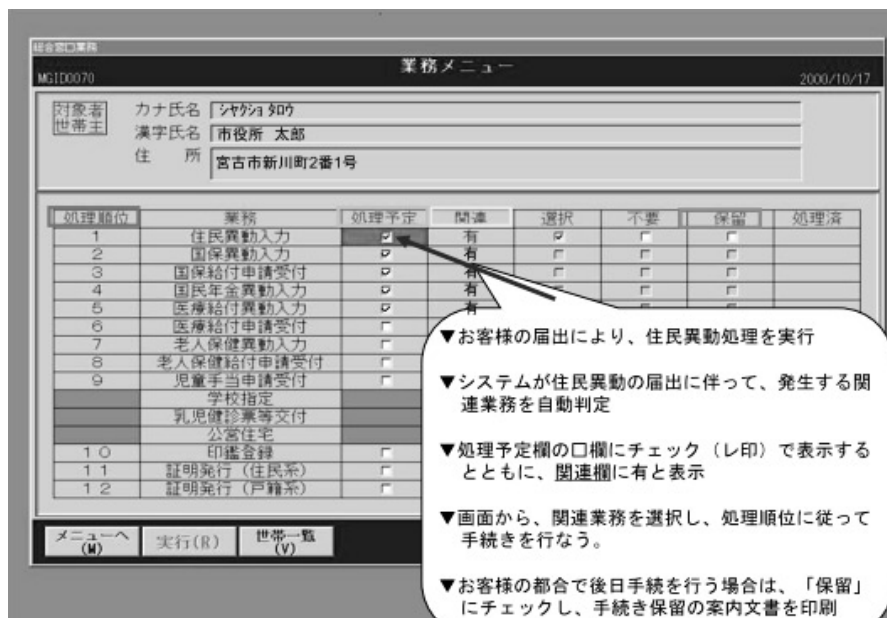 総合窓口業務
MGID0070 業務メニュー 2000/10/17
対象者 カナ氏名 シヤクシヨ タロウ
世帯主 漢字氏名 市役所 太郎
住 所 宮古市新川町2番1号
処理順位 業務 処理予定 関連 選択 不要 保留 処理済
1 住民異動入力 有
2 国保異動入力 有
3 国保給付申請受付 有
4 国民年金異動入力 有
5 医療給付異動入力 有
6 医療給付申請受付
7 老人保健異動入力
8 老人保健給付申請受付
9 児童手当申請受付
学校指定
乳児健診票等交付
公営住宅
10 印鑑登録
11 証明発行（住民系）
12 証明発行（戸籍系）
メニューへ 実行(R) 世帯一覧
(M) (V)
▼お客様の届出により、住民異動処理を実行
▼システムが住民異動の届出に伴って、発生する関
連業務を自動判定
▼処理予定欄の□欄にチェック（レ印）で表示する
とともに、関連欄に有と表示
▼画面から、関連業務を選択し、処理順位に従って
手続きを行なう。
▼お客様の都合で後日手続を行う場合は、「保留」
にチェックし、手続き保留の案内文書を印刷